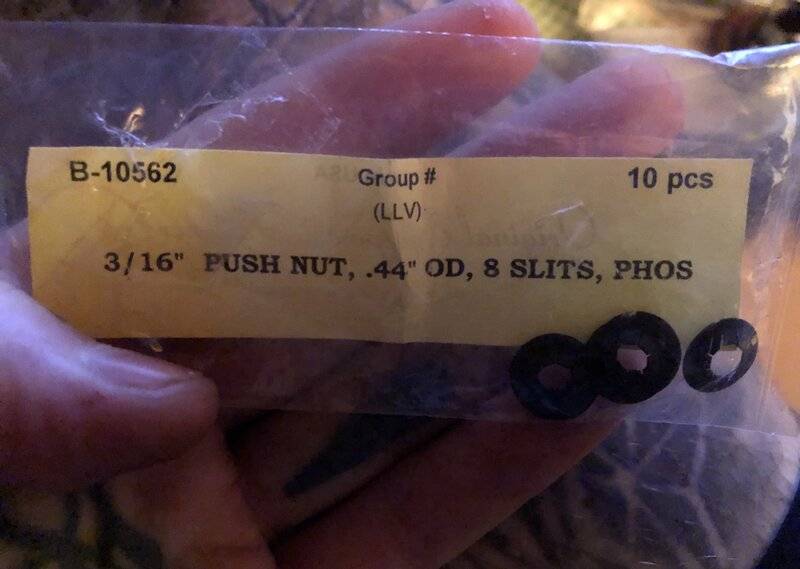 B-10562 Group # 10 pcs
(LLV)
3/16" PUSH NUT, .44" OD, 8 SLITS, PHOS